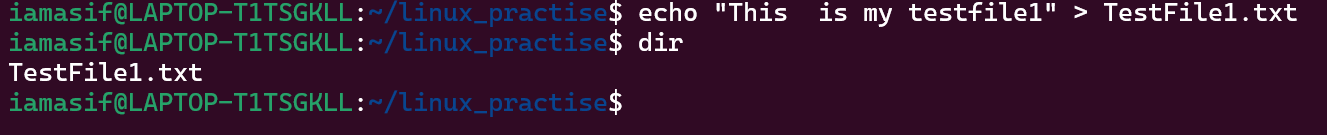 iamasif@LAPTOP-T1TSGKLL:~/linux_practise$ echo "This  is my testfile1" > TestFile1.txt
iamasif@LAPTOP-T1TSGKLL:~/linux_practise$ dir
TestFile1.txt
iamasif@LAPTOP-T1TSGKLL:~/linux_practise$